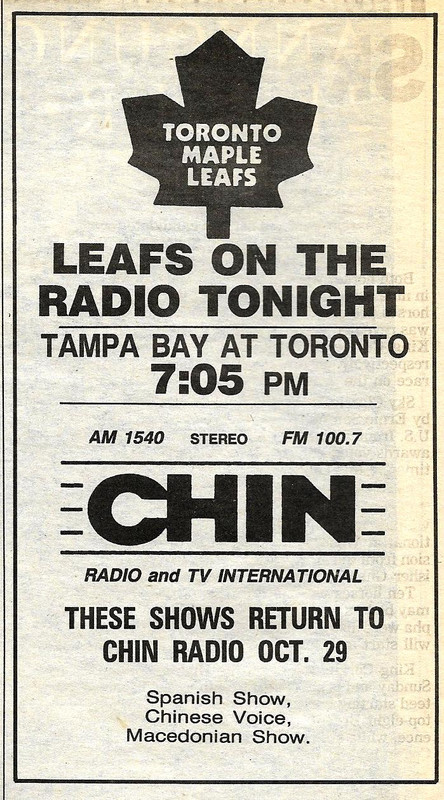 TORONTO
MAPLE
LEAFS
LEAFS ON THE
RADIO TONIGHT
TAMPA BAY AT TORONTO
7:05 PM
AM 1540 STEREO FM 100.7
CHIN
RADIO and TV INTERNATIONAL
THESE SHOWS RETURN TO
CHIN RADIO OCT. 29
Spanish Show,
Chinese Voice,
Macedonian Show.